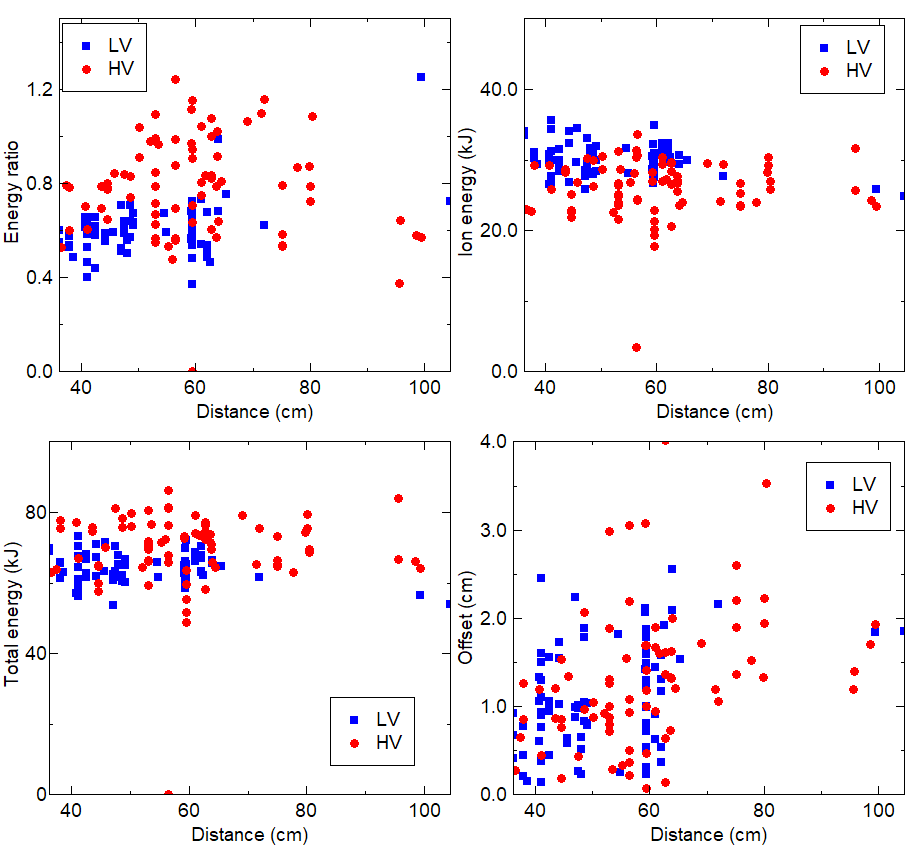 LV
HV
1.2
0.8
0.4
0.0
Energy ratio
40 60 80 100
Distance (cm)
LV
HV
40.0
20.0
0.0
Ion energy (kJ)
40 60 80 100
Distance (cm)
80
40
0
Total energy (kJ)
LV
HV
40 60 80 100
Distance (cm)
4.0
3.0
2.0
1.0
0.0
Offset (cm)
LV
HV
40 60 80 100
Distance (cm)